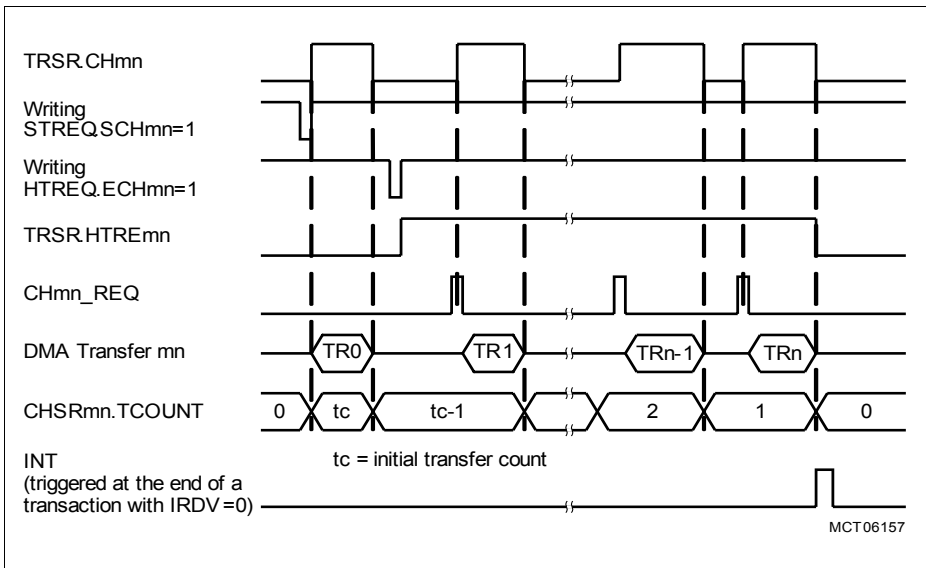 TRSR.CHmn
Writing
STREQ.SCHmn=1
Writing
HTREQ.ECHmn=1
TRSR.HTREmn
CHmn_REQ
DMA Transfer mn
TR0
TR1
TRn-1
TRn
CHSRmn.TCOUNT
0
tc
tc-1
2
1
0
INT
tc = initial transfer count
(triggered at the end of a
transaction with IRDV=0)
MCT06157